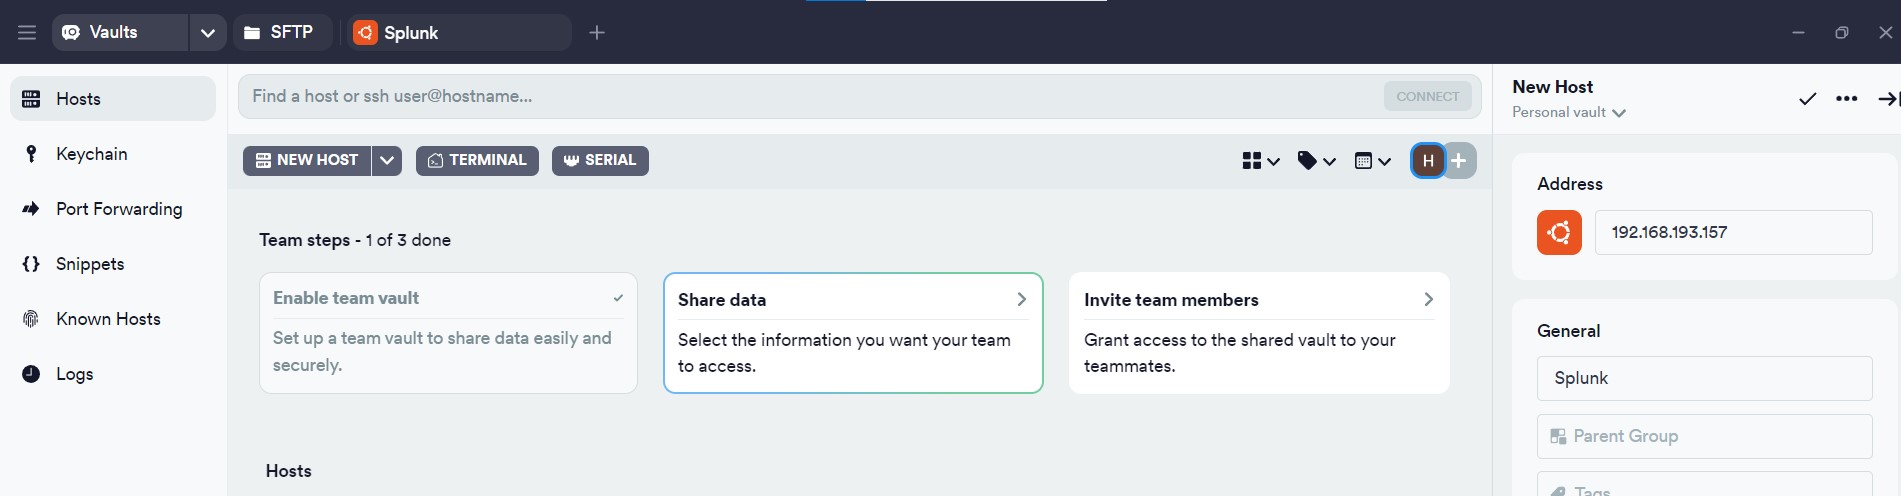 Vaults
SFTP
Splunk
Hosts
Keychain
Port Forwarding
Snippets
Known Hosts
Logs
Find a host or ssh user@hostname...
CONNECT
NEW HOST
TERMINAL
SERIAL
H
Team steps - 1 of 3 done
Enable team vault
Set up a team vault to share data easily and
securely.
Share data
Select the information you want your team
to access.
Invite team members
Grant access to the shared vault to your
teammates.
Hosts
New Host
Personal vault
Address
192.168.193.157
General
Splunk
Parent Group
Tags